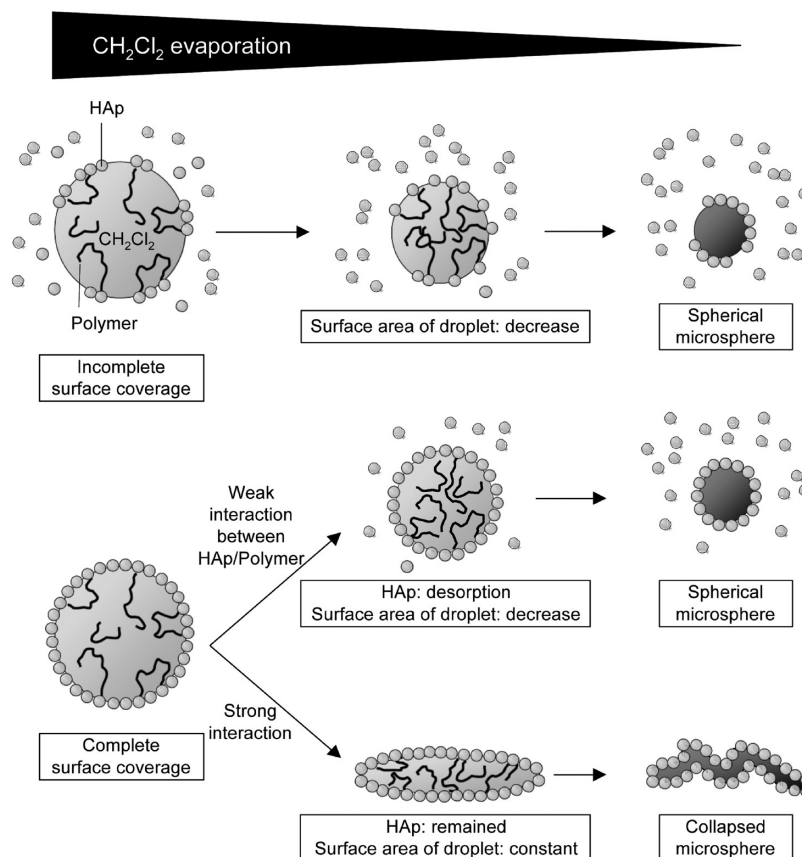 CH₂Cl₂ evaporation
HAp
CH₂Cl₂
Polymer
Incomplete
surface coverage
Surface area of droplet: decrease
Spherical
microsphere
Weak
interaction
between
HAp/Polymer
HAp: desorption
Surface area of droplet: decrease
Spherical
microsphere
Complete
surface coverage
Strong
interaction
HAp: remained
Surface area of droplet: constant
Collapsed
microsphere